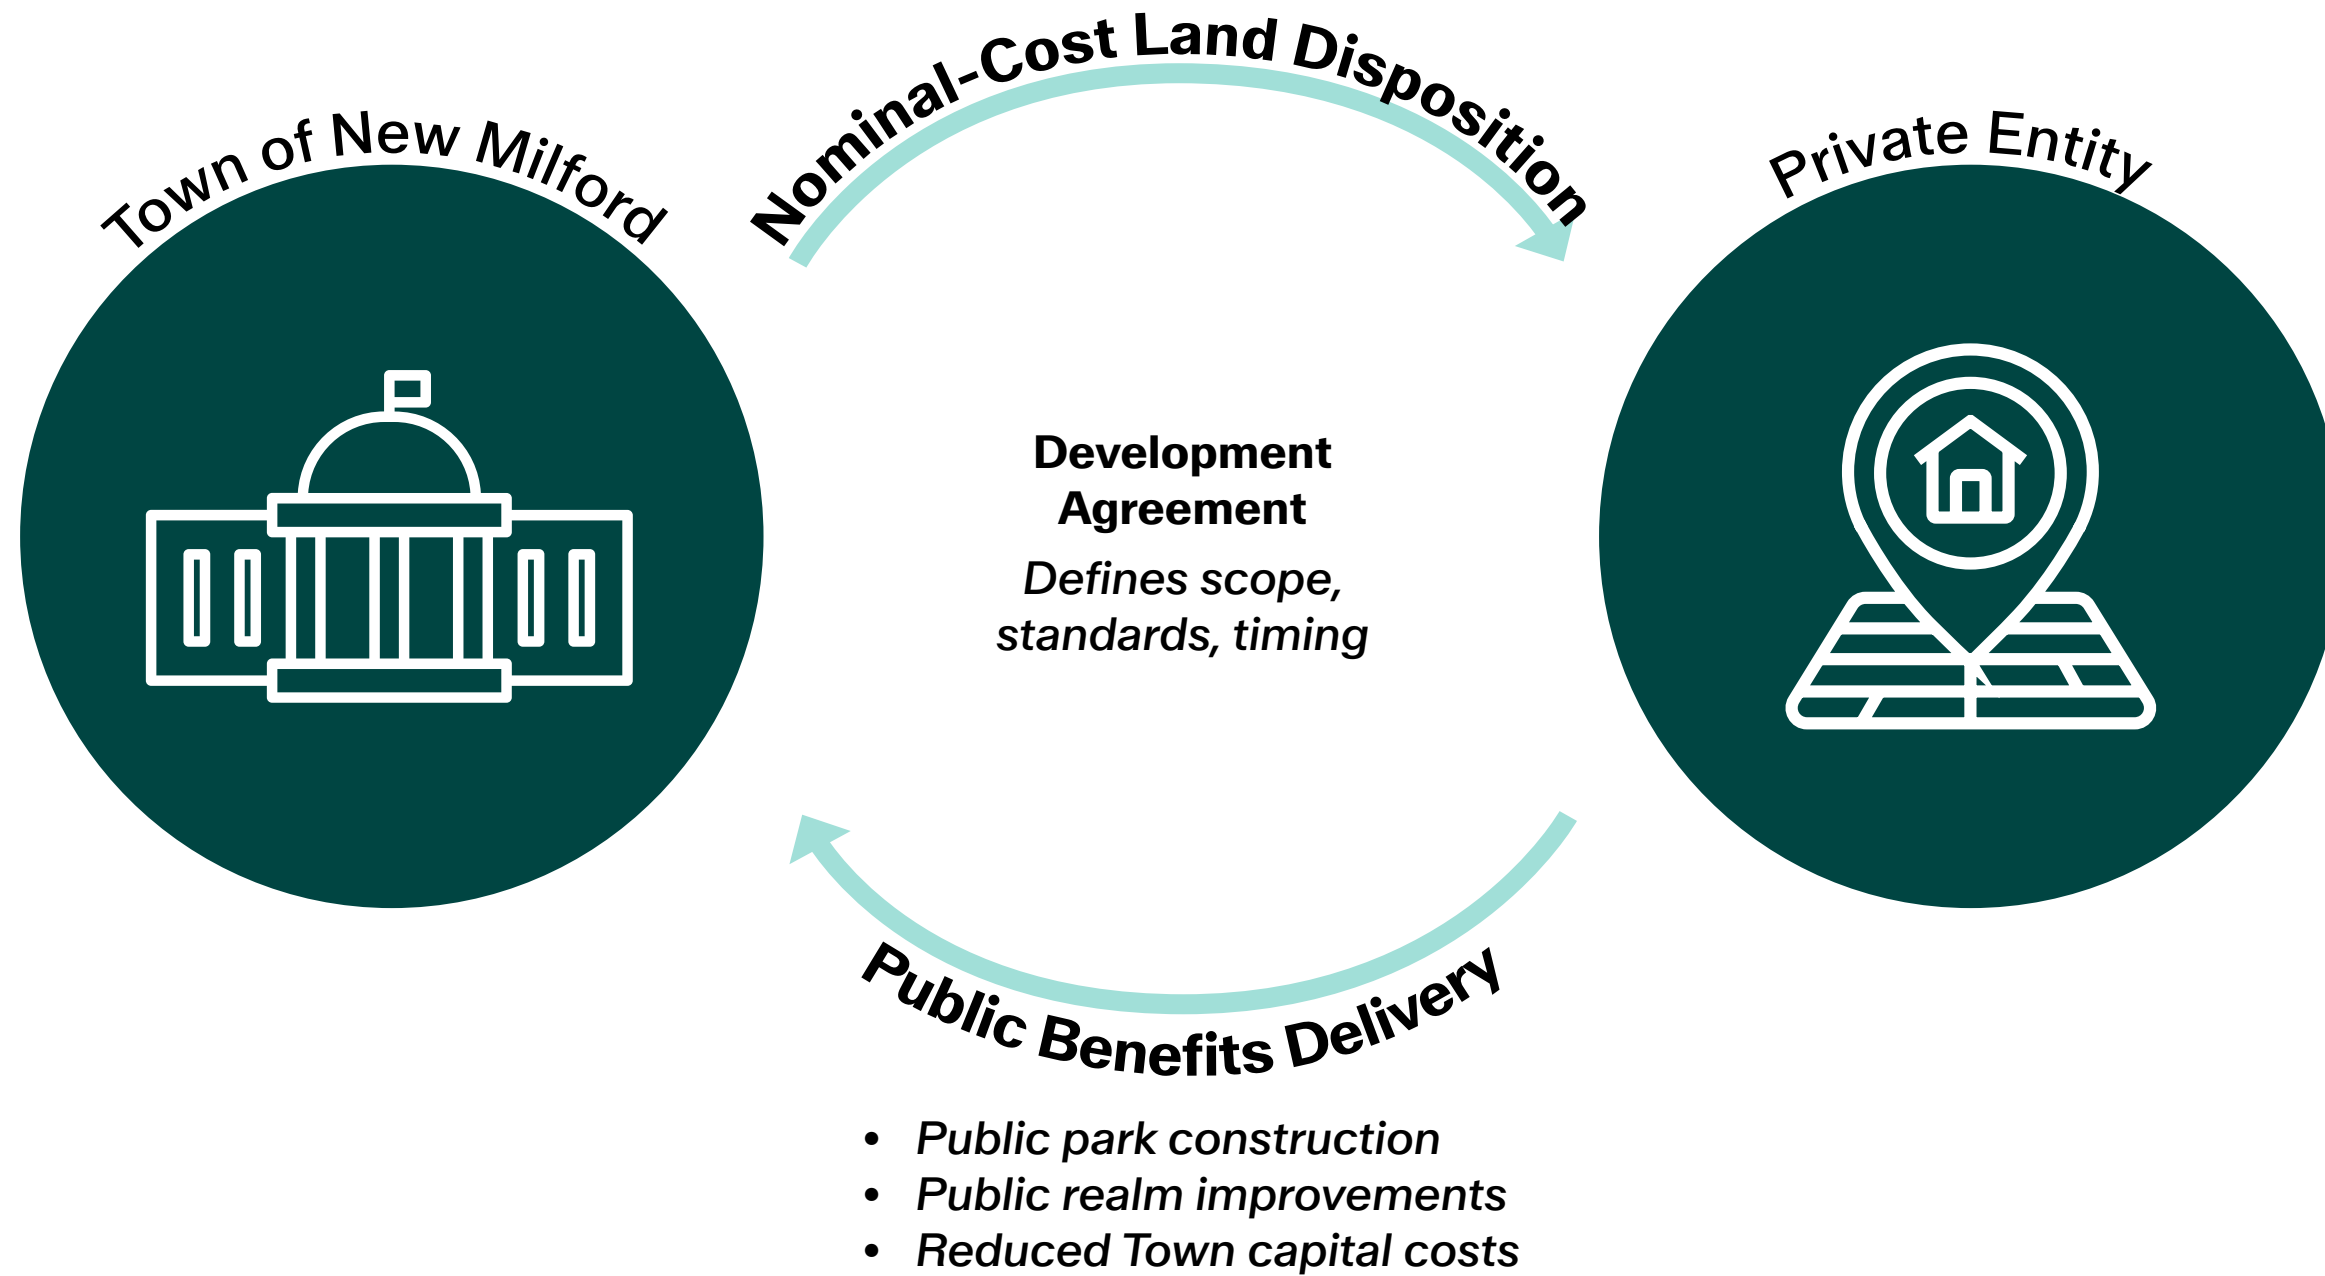 Nominal-Cost Land Disposition
Town of New Milford
Private Entity
Development
Agreement
Defines scope,
standards, timing
Public Benefits Delivery
• Public park construction
• Public realm improvements
• Reduced Town capital costs